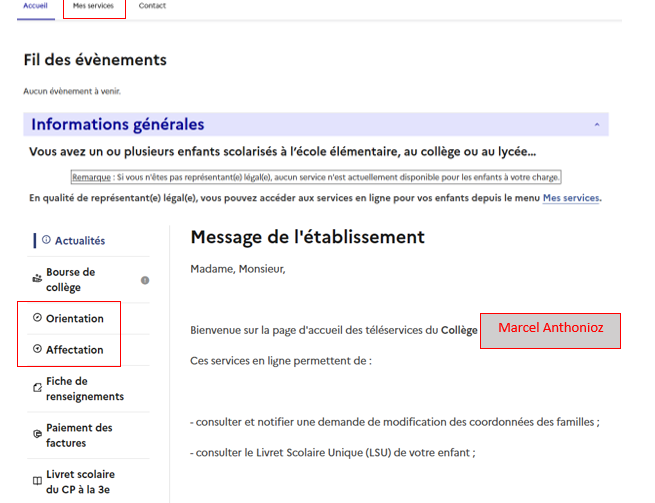 Accueil
Mes services
Contact
Fil des évènements
Aucun évènement à venir.
Informations générales
Vous avez un ou plusieurs enfants scolarisés à l'école élémentaire, au collège ou au lycée...
Remarque : Si vous n'êtes pas représentant(e) légal(e), aucun service n'est actuellement disponible pour les enfants à votre charge.
En qualité de représentant(e) légal(e), vous pouvez accéder aux services en ligne pour vos enfants depuis le menu Mes services.
Actualités
Bourse de
collège
Orientation
Affectation
Fiche de
renseignements
Paiement des
factures
Livret scolaire
du CP à la 3e
Message de l'établissement
Madame, Monsieur,
Bienvenue sur la page d'accueil des téléservices du Collège Marcel Anthonioz
Ces services en ligne permettent de :
- consulter et notifier une demande de modification des coordonnées des familles ;
- consulter le Livret Scolaire Unique (LSU) de votre enfant ;